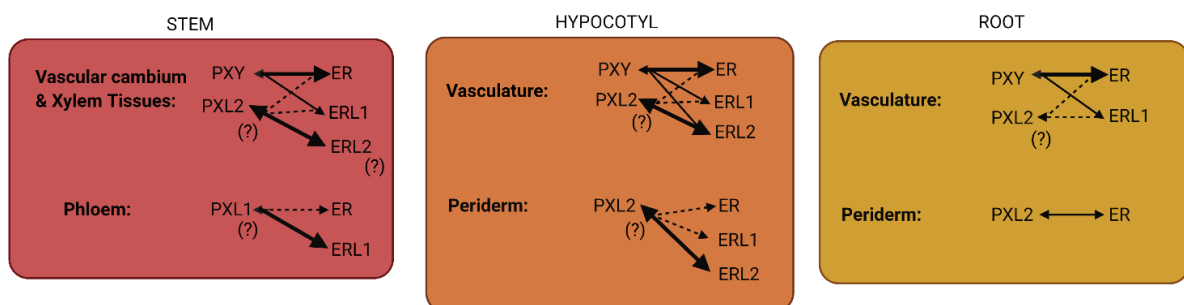 STEM
Vascular cambium
& Xylem Tissues:
PXY
ER
PXL2
(?)
ERL1
ERL2
(?)
Phloem:
PXL1
(?)
ER
ERL1
HYPOCOTYL
Vasculature:
PXY
ER
PXL2
(?)
ERL1
ERL2
Periderm:
PXL2
(?)
ER
ERL1
ERL2
ROOT
Vasculature:
PXY
ER
PXL2
(?)
ERL1
Periderm:
PXL2
ER